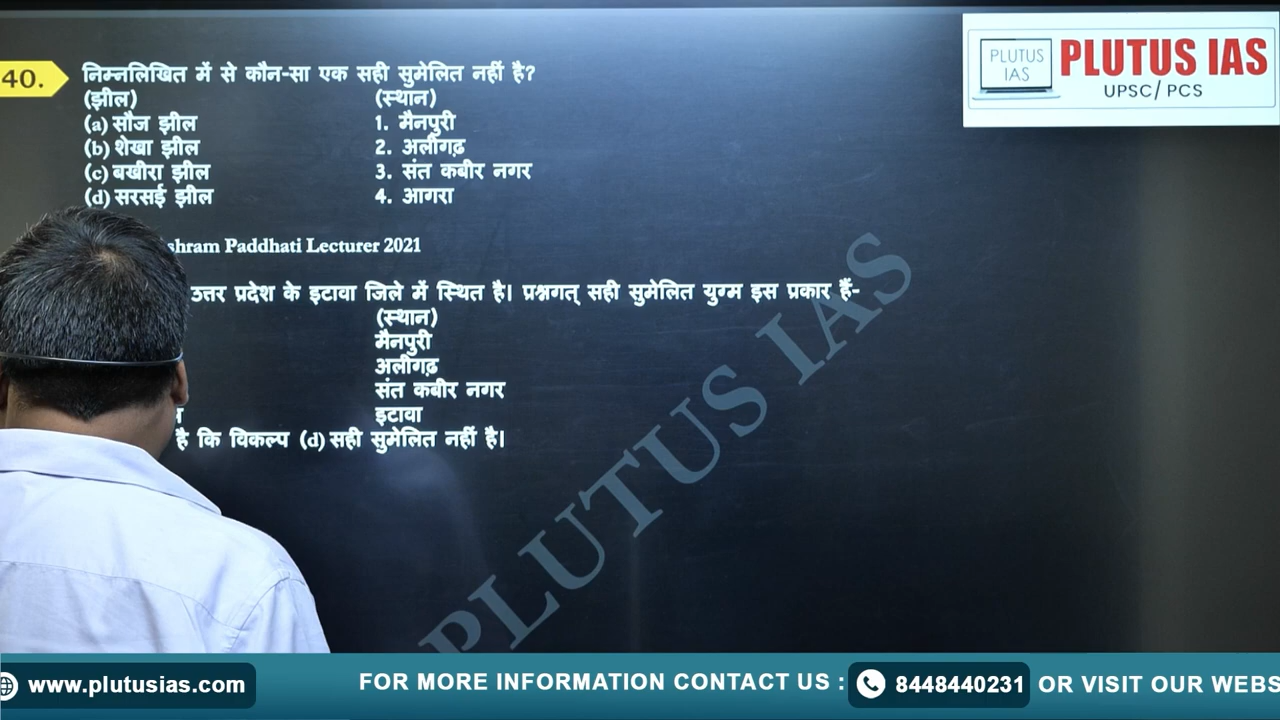 40.
निम्नलिखित में से कौन-सा एक सही सुमेलित नहीं है?
(झील) (स्थान)
(a) सौज झील 1. मैनपुरी
(b) शेखा झील 2. अलीगढ़
(c) बखीरा झील 3. संत कबीर नगर
(d) सरसई झील 4. आगरा
Paddhati Lecturer 2021
उत्तर प्रदेश के इटावा जिले में स्थित है। प्रश्नगत् सही सुमेलित युग्म इस प्रकार हैं-
(स्थान)
मैनपुरी
अलीगढ़
संत कबीर नगर
इटावा
है कि विकल्प (d) सही सुमेलित नहीं है।
PLUTUS IAS
PLUTUS
IAS
PLUTUS IAS
UPSC/ PCS
www.plutusias.com
FOR MORE INFORMATION CONTACT US :
8448440231
OR VISIT OUR